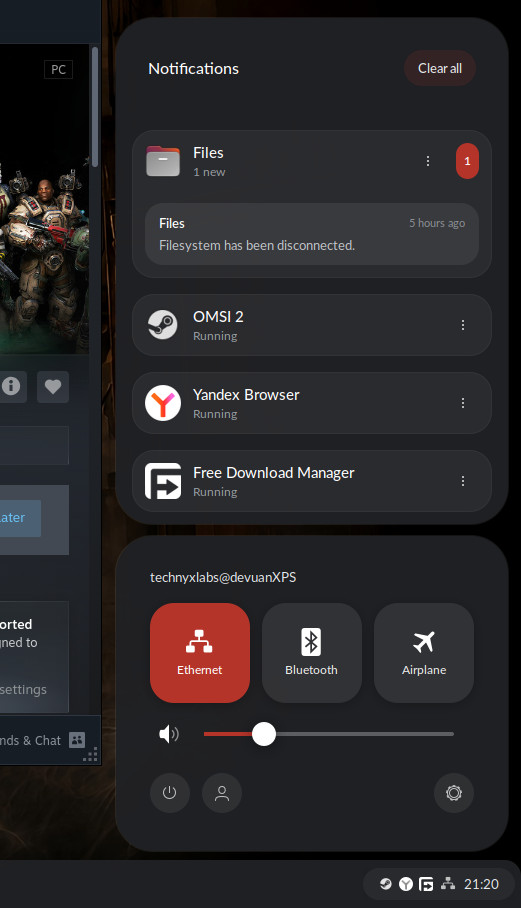 PC
Notifications
Clear all
Files
1 new
1
Files
5 hours ago
Filesystem has been disconnected.
OMSI 2
Running
Yandex Browser
Running
Free Download Manager
Running
ater
orted
gned to
settings
nds & Chat
technyxlabs@devuanXPS
Ethernet
Bluetooth
Airplane
21:20